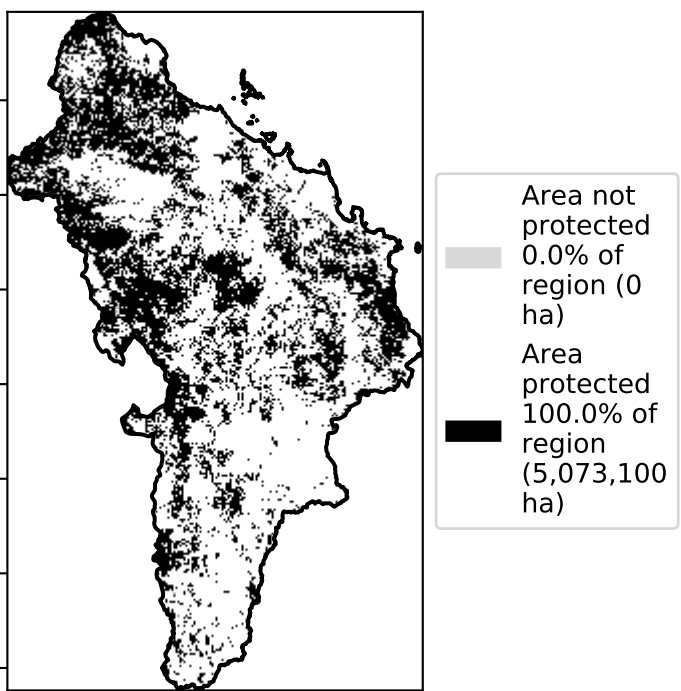 Area not
protected
0.0% of
region (0
ha)
Area
protected
100.0% of
region
(5,073,100
ha)